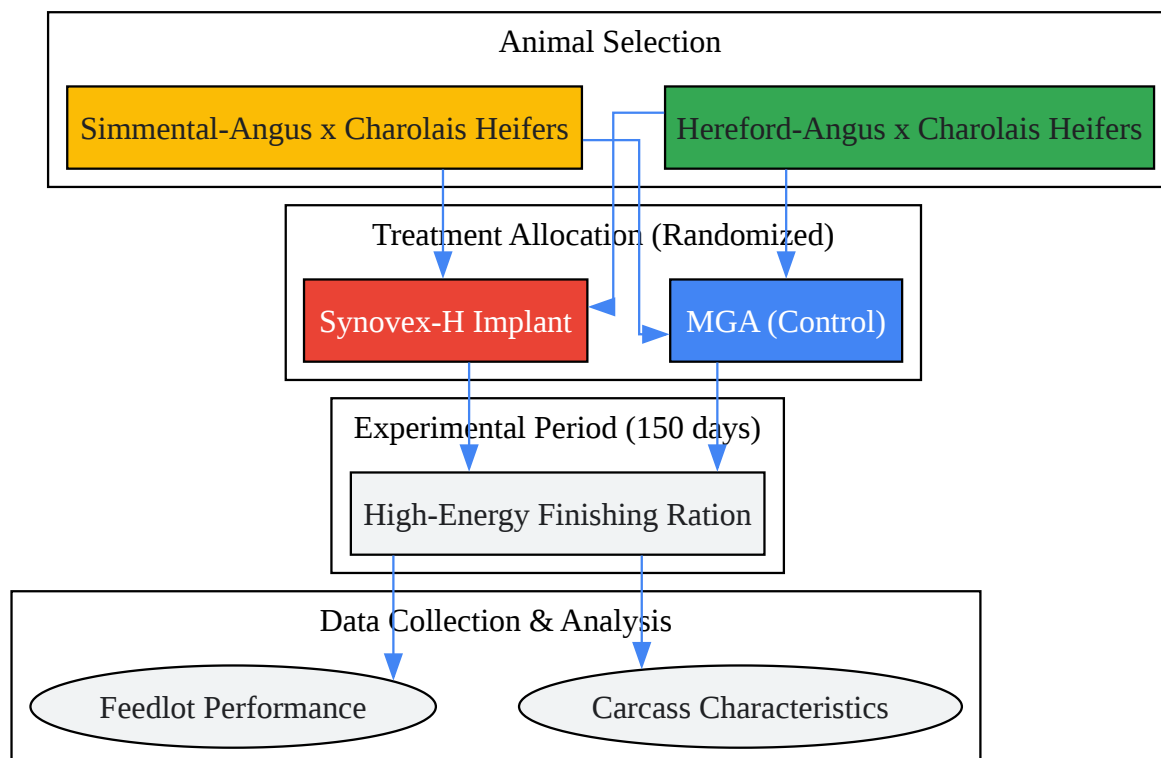 Animal Selection
Simmental-Angus x Charolais Heifers
Hereford-Angus x Charolais Heifers
Treatment Allocation (Randomized)
Synovex-H Implant
MGA (Control)
Experimental Period (150 days)
High-Energy Finishing Ration
Data Collection & Analysis
Feedlot Performance
Carcass Characteristics